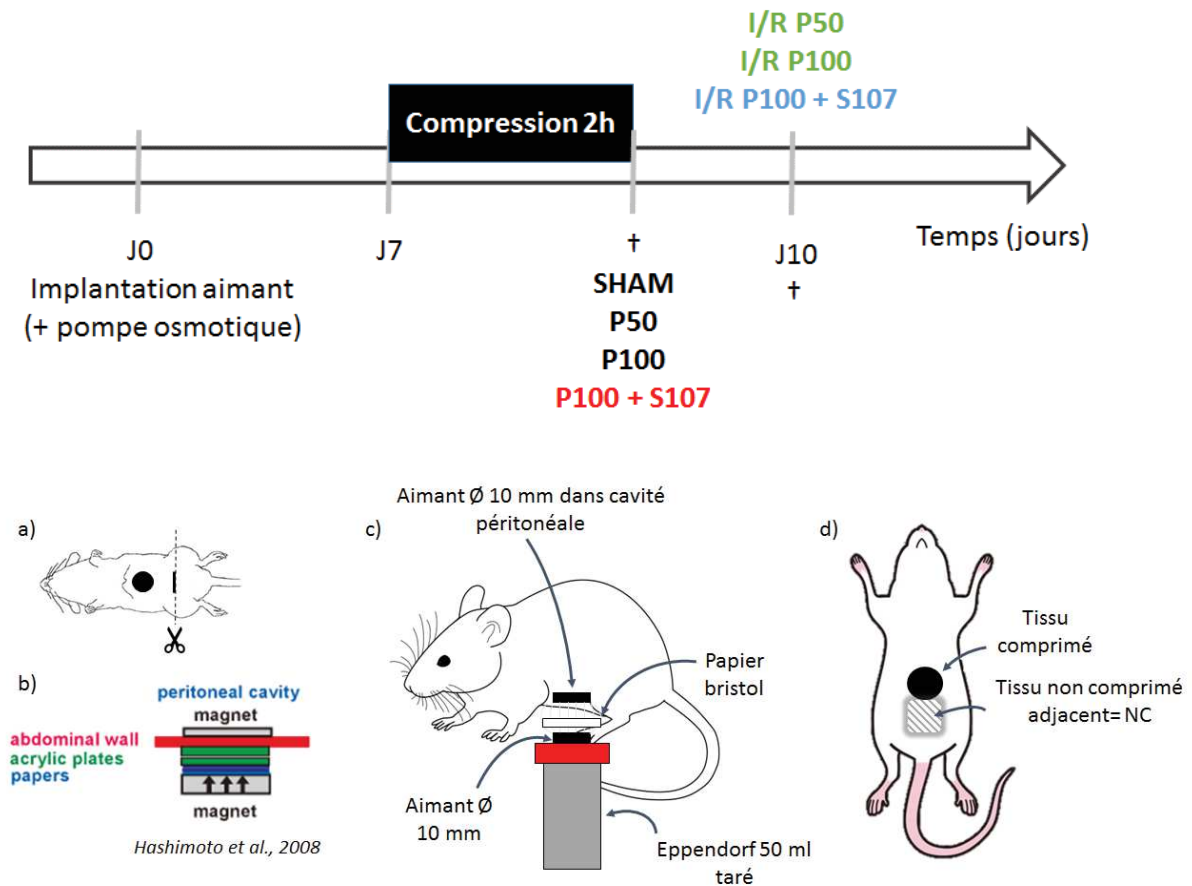 I/R P50
I/R P100
I/R P100 + S107
Compression 2h
J0
J7
†
J10
†
Temps (jours)
Implantation aimant
(+ pompe osmotique)
SHAM
P50
P100
P100 + S107
a)
b)
peritoneal cavity
magnet
abdominal wall
acrylic plates
papers
magnet
Hashimoto et al., 2008
c)
Aimant Ø 10 mm dans cavité
péritonéale
Papier
bristol
Aimant Ø
10 mm
Eppendorf 50 ml
taré
d)
Tissu
comprimé
Tissu non comprimé
adjacent= NC